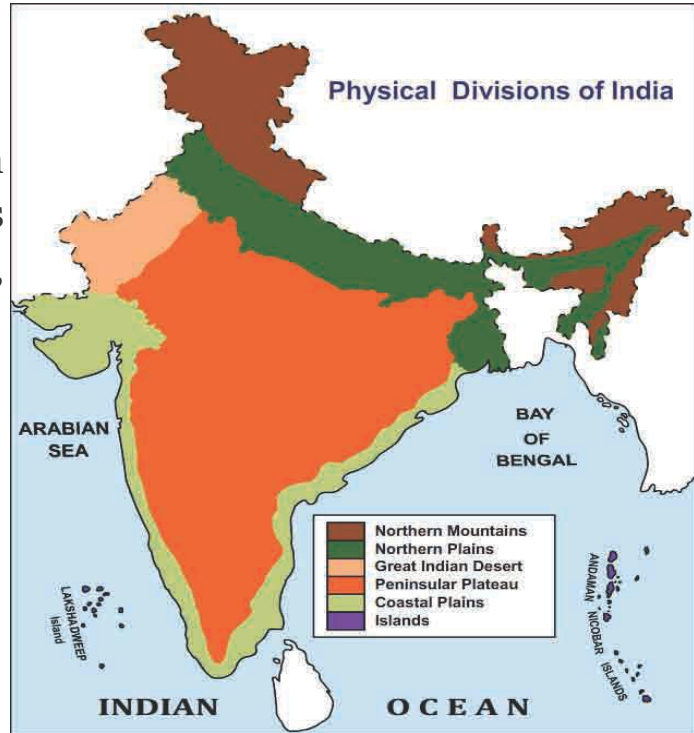 Physical Divisions of India
ARABIAN
SEA
BAY
OF
BENGAL
Northern Mountains
Northern Plains
Great Indian Desert
Peninsular Plateau
Coastal Plains
Islands
LAKSHADWEEP
Island
ANDAMAN
NICOBAR
ISLANDS
INDIAN OCEAN